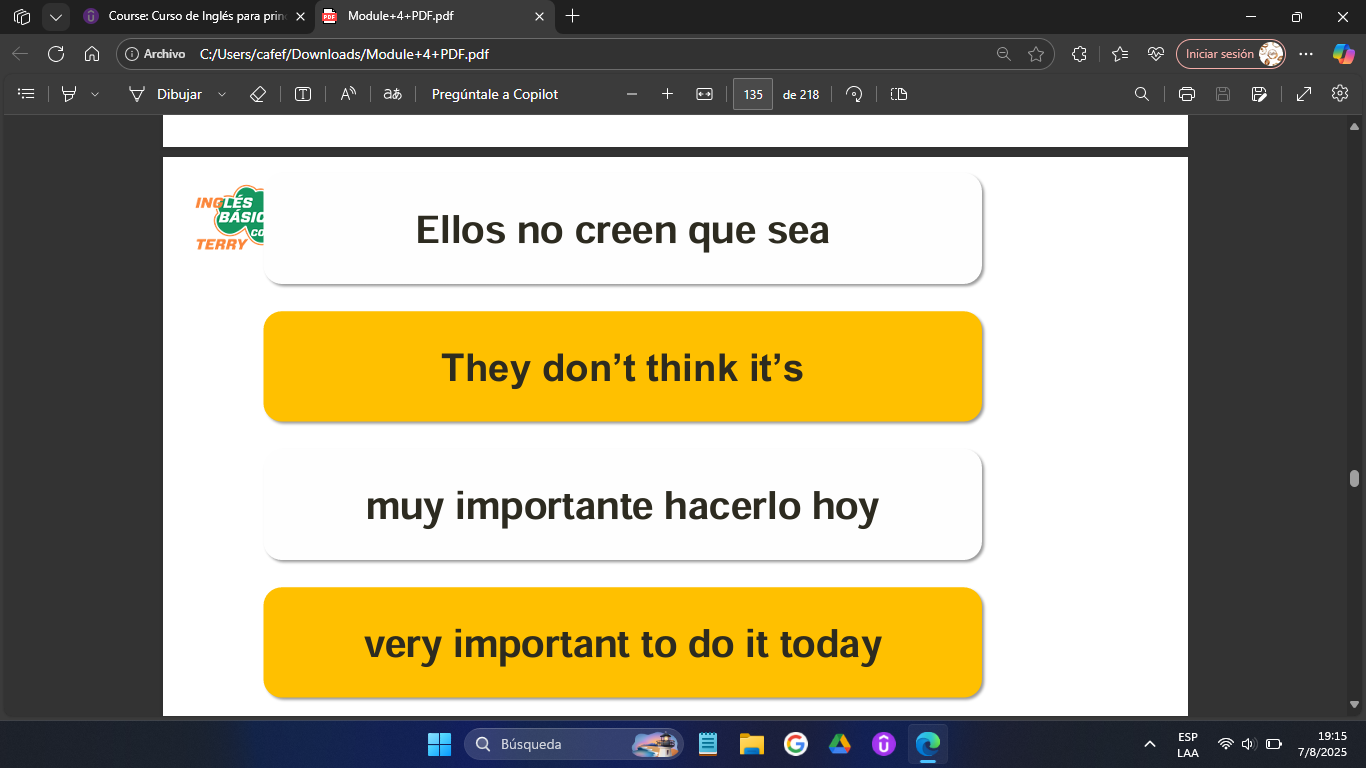 Course: Curso de Inglés para prin
Module+4+PDF.pdf
Archivo C:/Users/cafef/Downloads/Module+4+PDF.pdf
Iniciar sesión
Dibujar
Pregúntale a Copilot
135 de 218
INGLÉS
BÁSIC
CO
TERRY
Ellos no creen que sea
They don’t think it’s
muy importante hacerlo hoy
very important to do it today
Búsqueda
ESP
LAA
19:15
7/8/2025